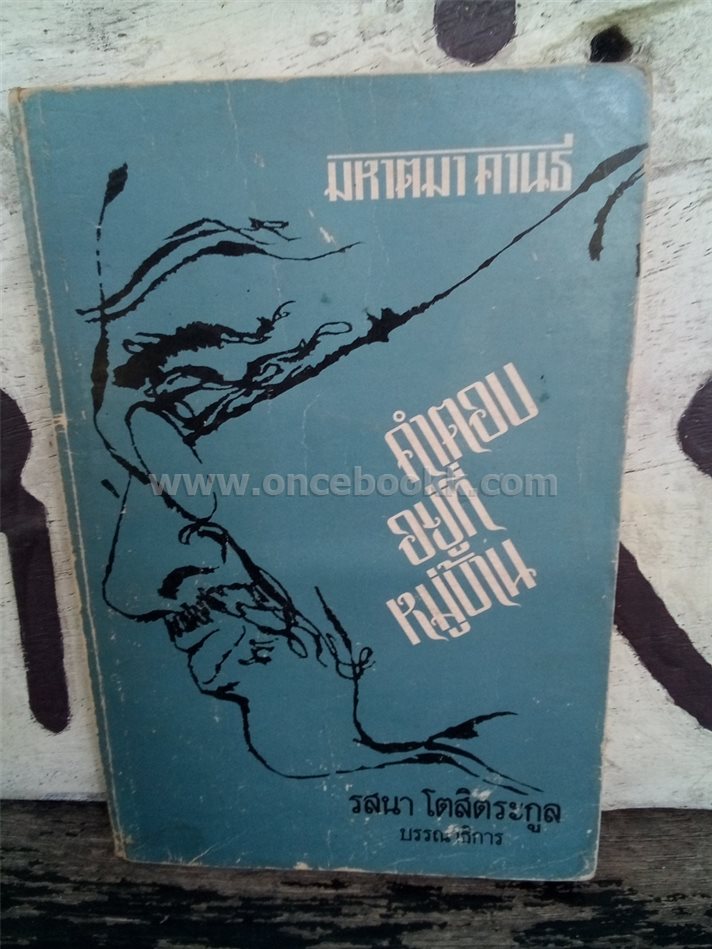 มหาตมา คานธี
คำตอบ
อยู่ที่
หมู่บ้าน
www.oncebookk.com
รสนา โตสิตระกูล
บรรณาธิการ